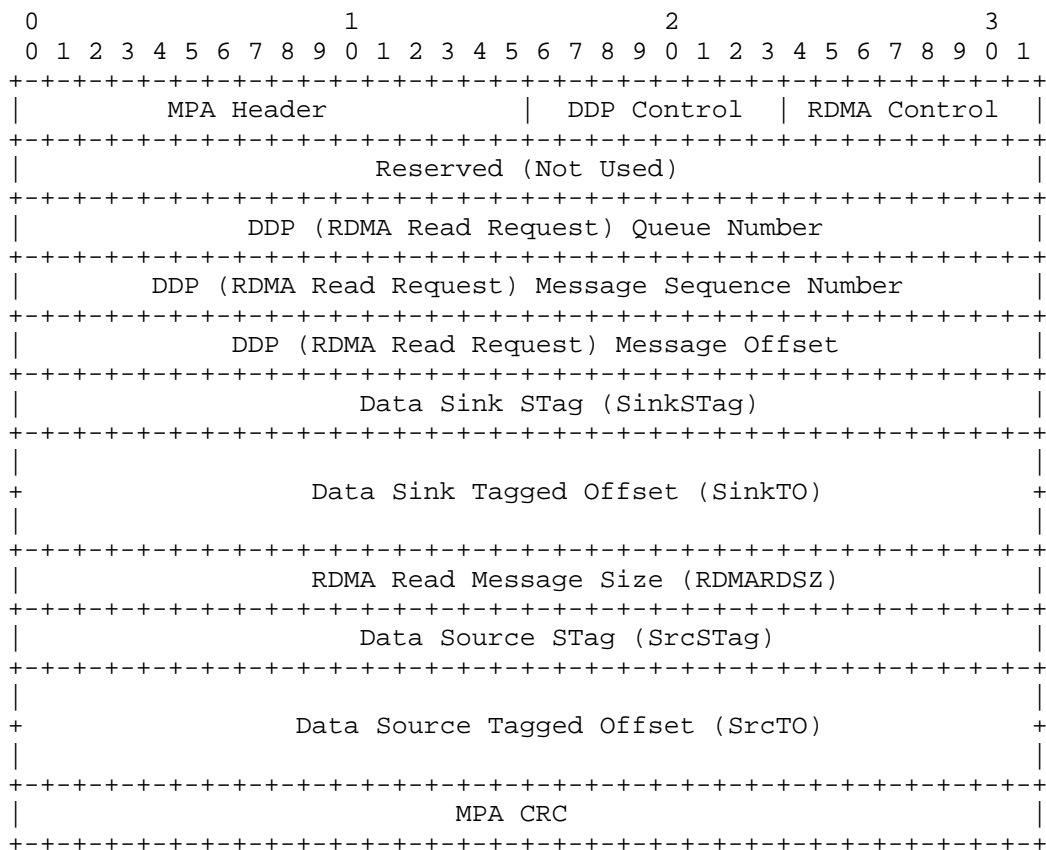 0                   1                   2                   3
 0 1 2 3 4 5 6 7 8 9 0 1 2 3 4 5 6 7 8 9 0 1 2 3 4 5 6 7 8 9 0 1
+-+-+-+-+-+-+-+-+-+-+-+-+-+-+-+-+-+-+-+-+-+-+-+-+-+-+-+-+-+-+-+-+
|         MPA Header            |  DDP Control  | RDMA Control  |
+-+-+-+-+-+-+-+-+-+-+-+-+-+-+-+-+-+-+-+-+-+-+-+-+-+-+-+-+-+-+-+-+
|                      Reserved (Not Used)                      |
+-+-+-+-+-+-+-+-+-+-+-+-+-+-+-+-+-+-+-+-+-+-+-+-+-+-+-+-+-+-+-+-+
|              DDP (RDMA Read Request) Queue Number             |
+-+-+-+-+-+-+-+-+-+-+-+-+-+-+-+-+-+-+-+-+-+-+-+-+-+-+-+-+-+-+-+-+
|        DDP (RDMA Read Request) Message Sequence Number        |
+-+-+-+-+-+-+-+-+-+-+-+-+-+-+-+-+-+-+-+-+-+-+-+-+-+-+-+-+-+-+-+-+
|             DDP (RDMA Read Request) Message Offset            |
+-+-+-+-+-+-+-+-+-+-+-+-+-+-+-+-+-+-+-+-+-+-+-+-+-+-+-+-+-+-+-+-+
|                     Data Sink STag (SinkSTag)                 |
+-+-+-+-+-+-+-+-+-+-+-+-+-+-+-+-+-+-+-+-+-+-+-+-+-+-+-+-+-+-+-+-+
|                                                               |
+                  Data Sink Tagged Offset (SinkTO)             +
|                                                               |
+-+-+-+-+-+-+-+-+-+-+-+-+-+-+-+-+-+-+-+-+-+-+-+-+-+-+-+-+-+-+-+-+
|                  RDMA Read Message Size (RDMARDSZ)            |
+-+-+-+-+-+-+-+-+-+-+-+-+-+-+-+-+-+-+-+-+-+-+-+-+-+-+-+-+-+-+-+-+
|                     Data Source STag (SrcSTag)                |
+-+-+-+-+-+-+-+-+-+-+-+-+-+-+-+-+-+-+-+-+-+-+-+-+-+-+-+-+-+-+-+-+
|                                                               |
+                 Data Source Tagged Offset (SrcTO)             +
|                                                               |
+-+-+-+-+-+-+-+-+-+-+-+-+-+-+-+-+-+-+-+-+-+-+-+-+-+-+-+-+-+-+-+-+
|                           MPA CRC                             |
+-+-+-+-+-+-+-+-+-+-+-+-+-+-+-+-+-+-+-+-+-+-+-+-+-+-+-+-+-+-+-+-+